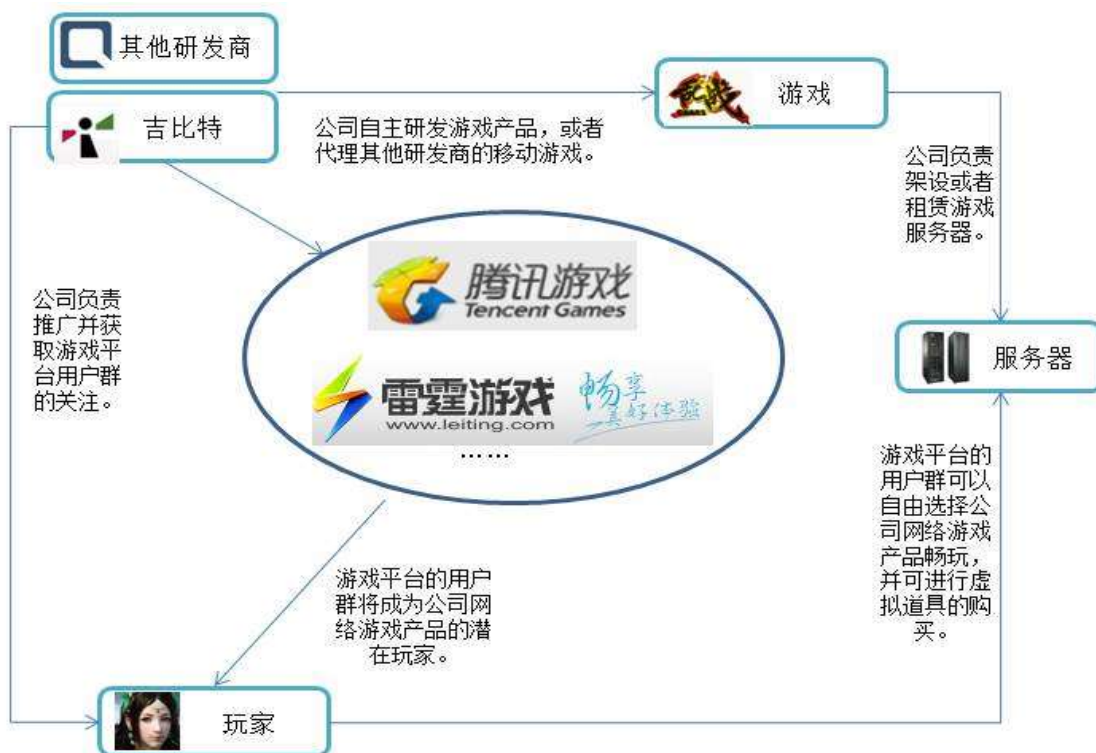 其他研发商
吉比特
游戏
公司自主研发游戏产品，或者
代理其他研发商的移动游戏。
公司负责
架设或者
租赁游戏
服务器。
腾讯游戏
Tencent Games
雷霆游戏
www.leiting.com
畅享
美好体验
……
公司负责
推广并获
取游戏平
台用户群
的关注。
服务器
游戏平台的
用户群可以
自由选择公
司网络游戏
产品畅玩，
并可进行虚
拟道具的购
买。
游戏平台的用户
群将成为公司网
络游戏产品的潜
在玩家。
玩家